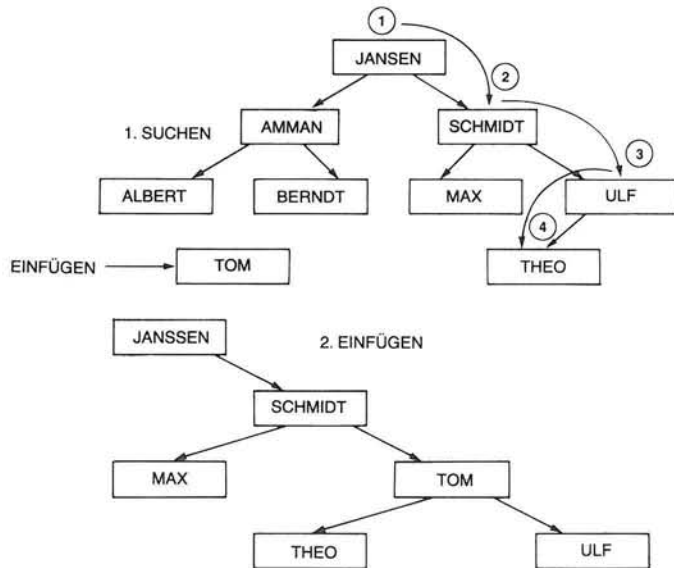 1
JANSEN
2
1. SUCHEN
AMMAN
SCHMIDT
3
ALBERT
BERNDT
MAX
ULF
4
EINFÜGEN
TOM
THEO
JANSSEN
2. EINFÜGEN
SCHMIDT
MAX
TOM
THEO
ULF